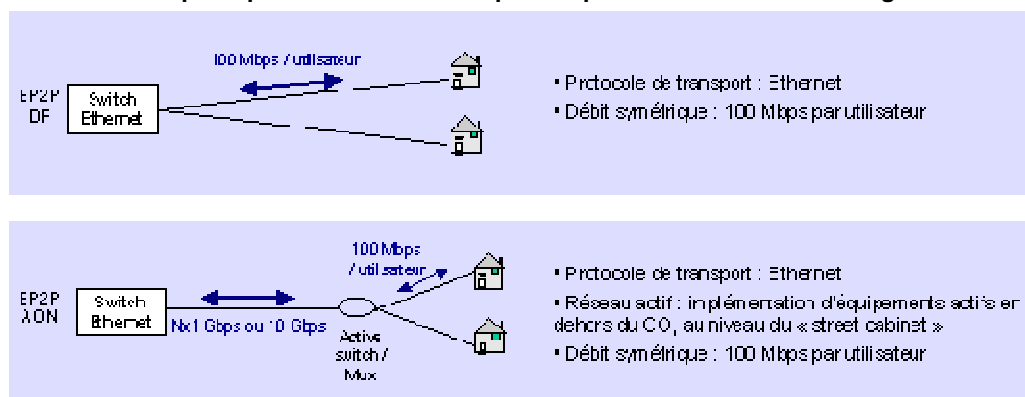 100 Mbps / utilisateur
EP2P
DF
Switch
Ethernet
▪ Protocole de transport : Ethernet
▪ Débit symétrique : 100 Mbps par utilisateur
100 Mbps
/ utilisateur
EP2P
AON
Switch
Ethernet
Nx1 Gbps ou 10 Gbps
Active
switch /
Mux
▪ Protocole de transport : Ethernet
▪ Réseau actif : implémentation d'équipements actifs en
dehors du CO, au niveau du « street cabinet »
▪ Débit symétrique : 100 Mbps par utilisateur